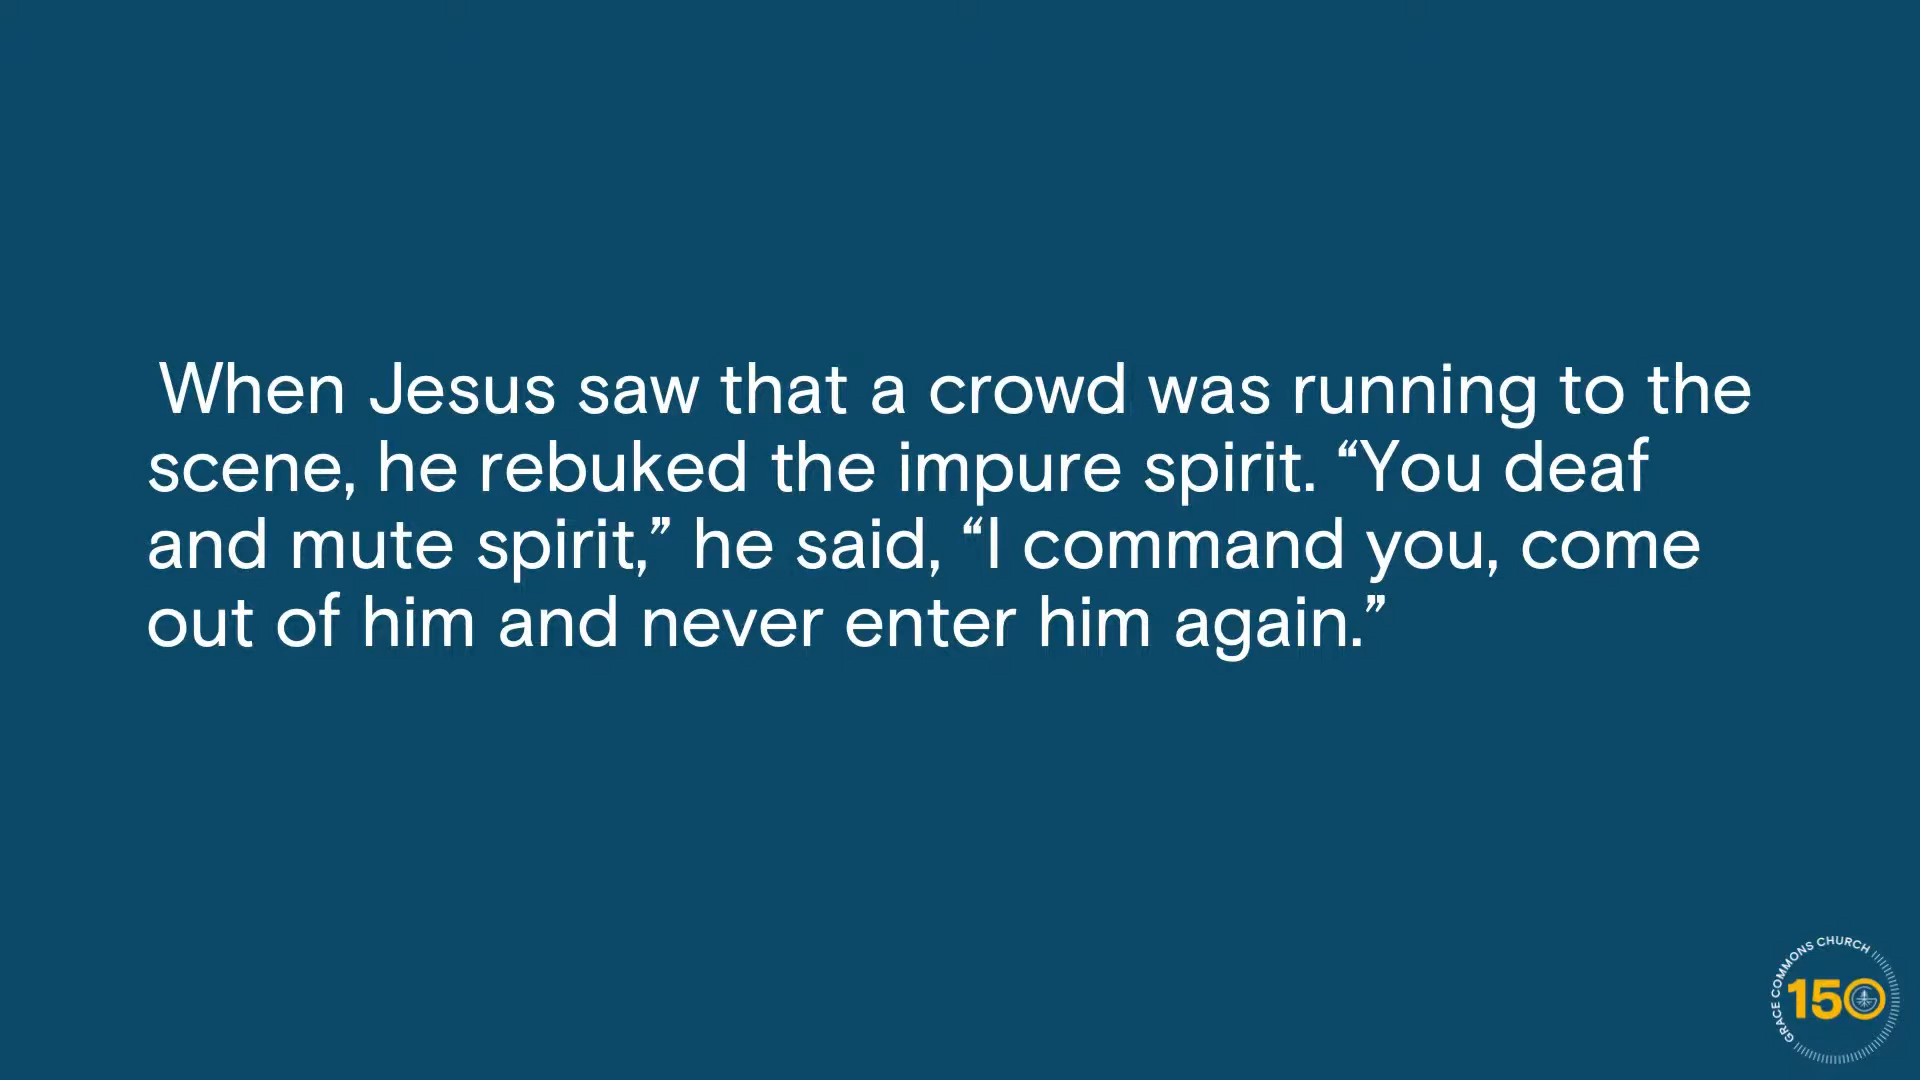 When Jesus saw that a crowd was running to the
scene, he rebuked the impure spirit. “You deaf
and mute spirit,” he said, “I command you, come
out of him and never enter him again.”
GRACE COMMONS CHURCH
150